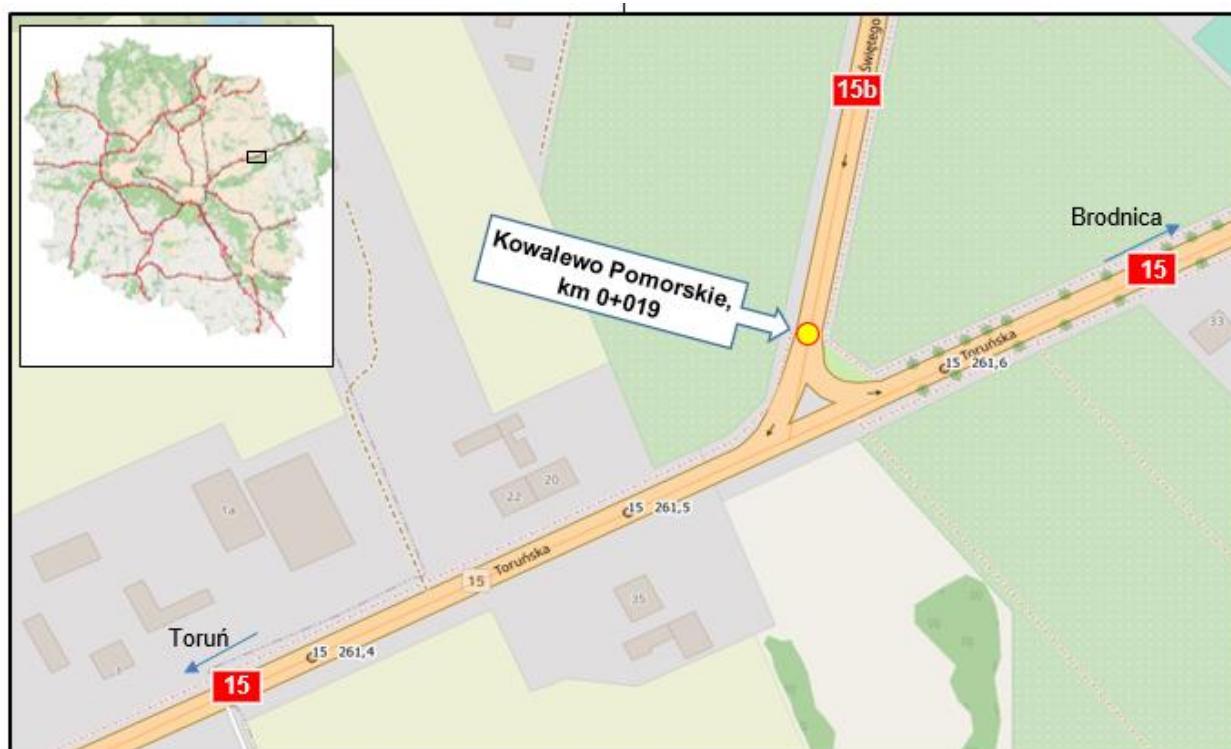 Świętego
15b
Brodnica
15
Kowalewo Pomorskie,
km 0+019
33
Toruńska
15 261,6
1a
22
20
15 261,5
Toruńska
15
35
Toruń
15 261,4
15